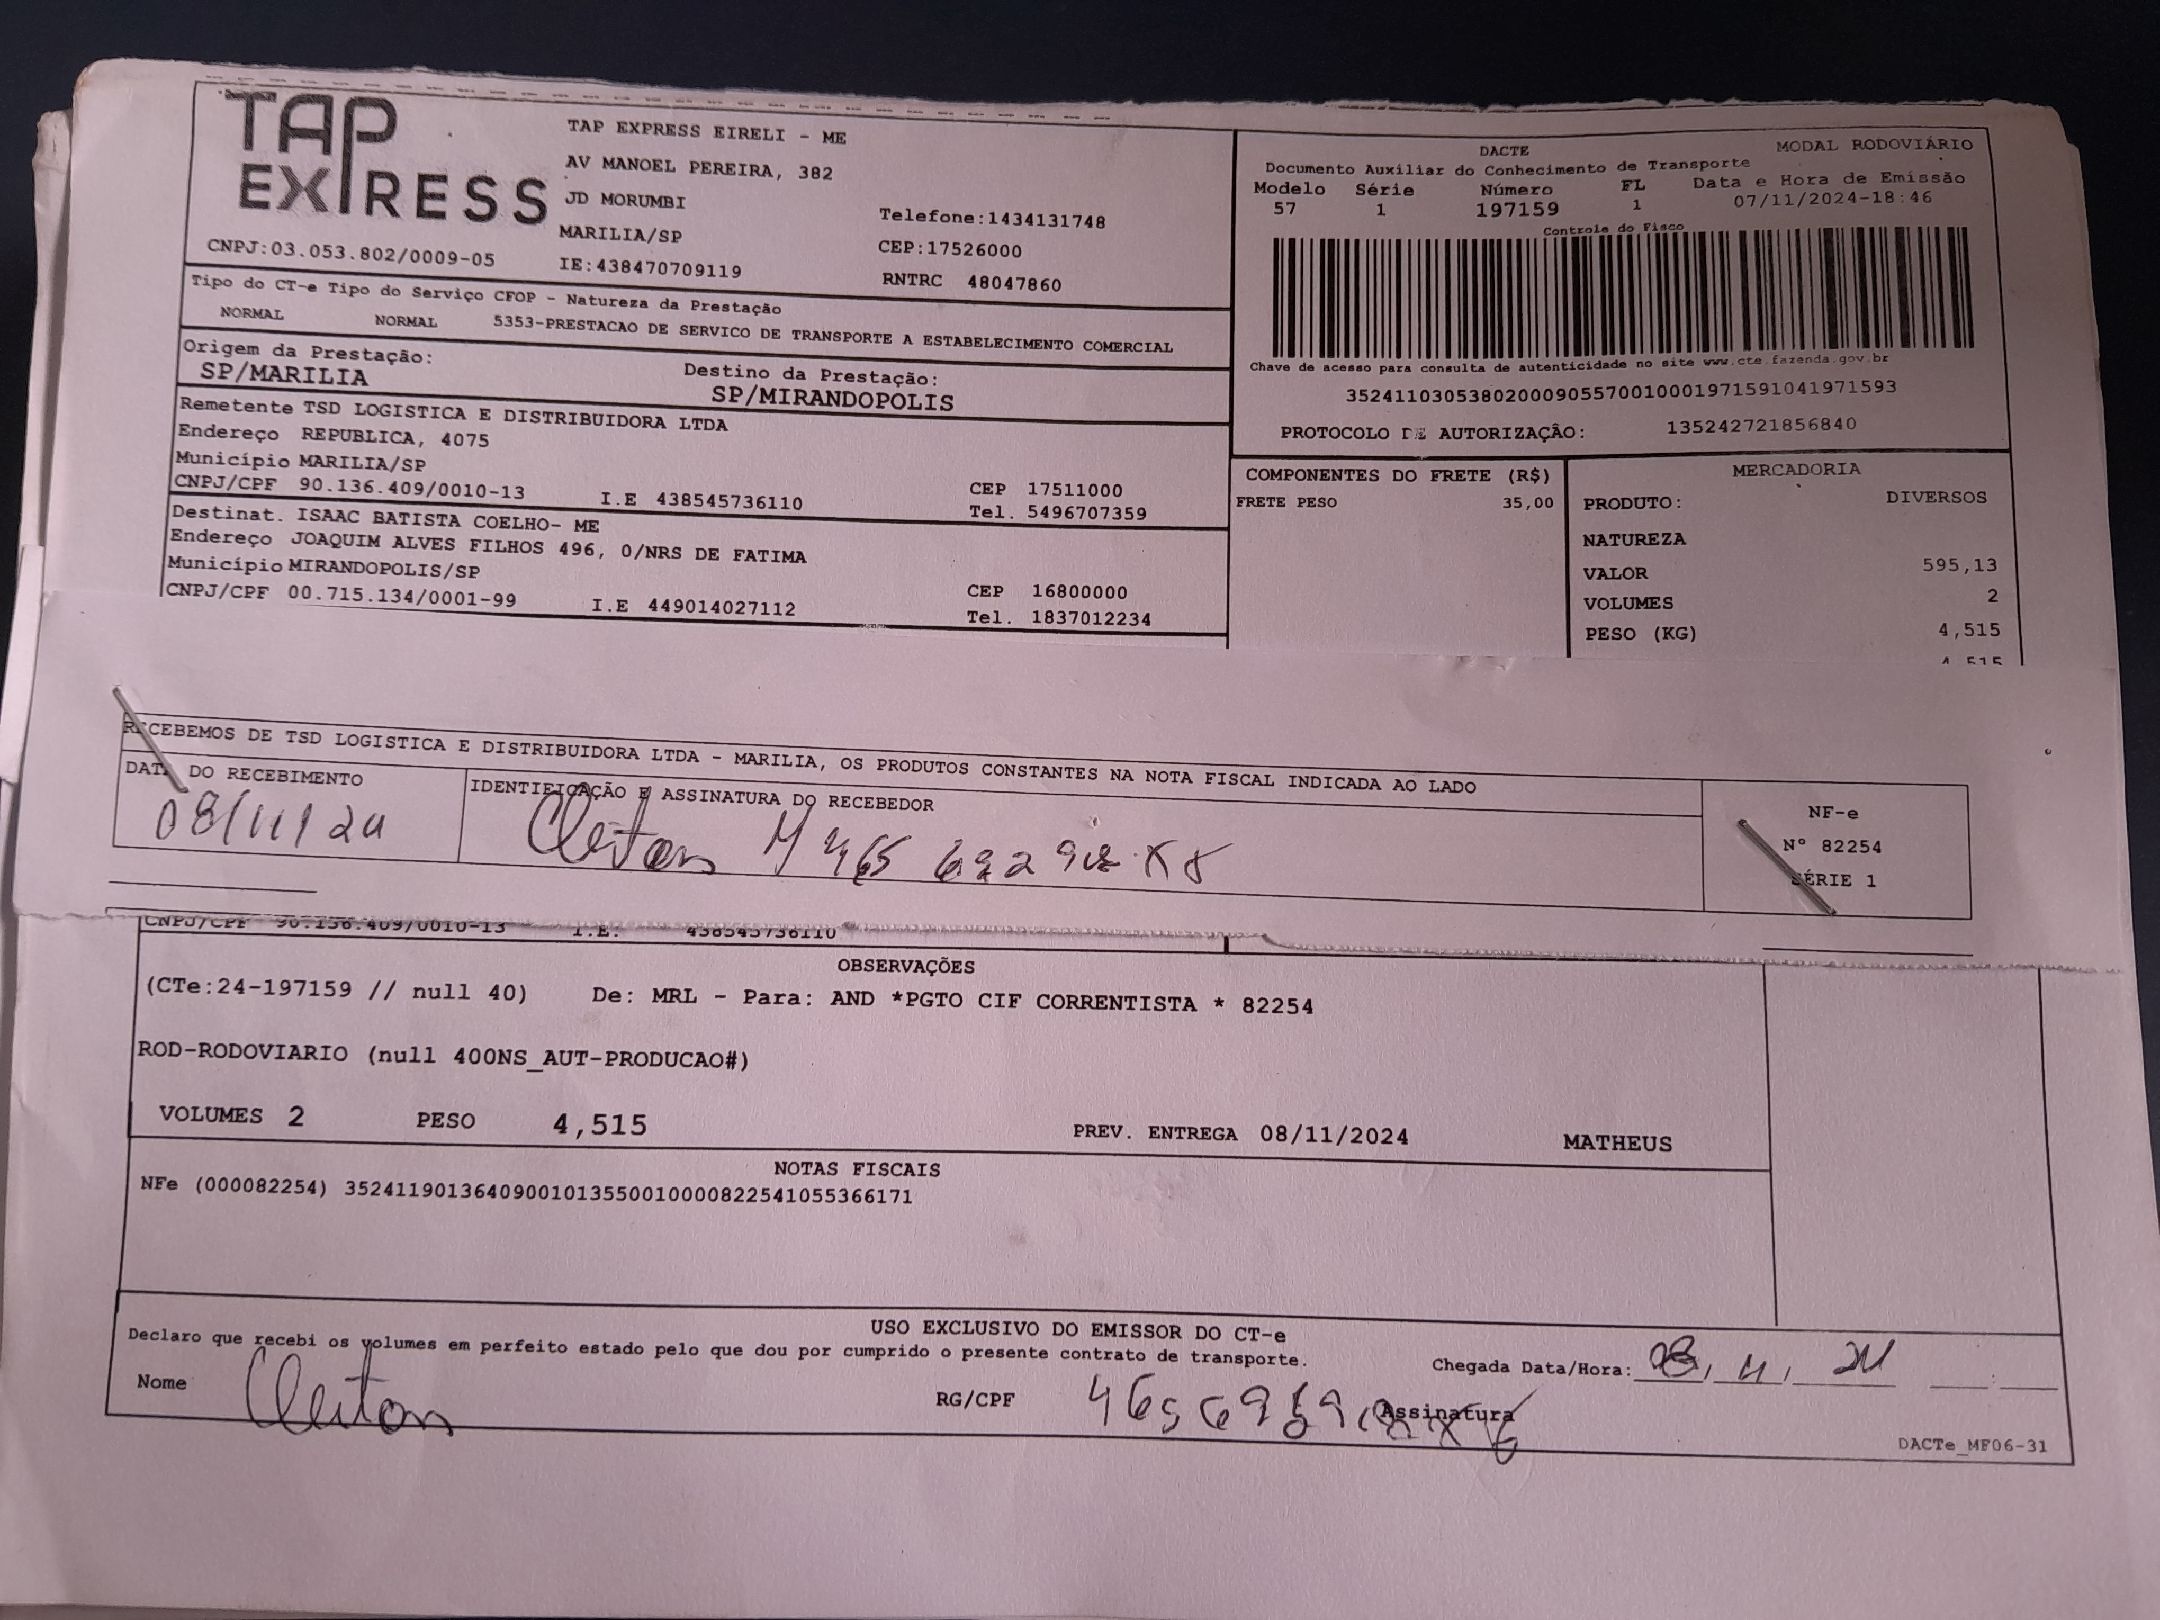 TAP EXPRESS
TAP EXPRESS EIRELI - ME
AV MANOEL PEREIRA, 382
JD MORUMBI
MARILIA/SP
Telefone:1434131748
CEP:17526000
CNPJ:03.053.802/0009-05
IE:438470709119
RNTRC 48047860
DACTE
MODAL RODOVIÁRIO
Documento Auxiliar do Conhecimento de Transporte
Modelo Série Número FL Data e Hora de Emissão
57 1 197159 1 07/11/2024-18:46
Controle do Fisco
Chave de acesso para consulta de autenticidade no site www.cte.fazenda.gov.br
35241103053802000905570010001971591041971593
PROTOCOLO DE AUTORIZAÇÃO: 135242721856840
Tipo do CT-e Tipo do Serviço CFOP - Natureza da Prestação
NORMAL NORMAL 5353-PRESTACAO DE SERVICO DE TRANSPORTE A ESTABELECIMENTO COMERCIAL
Origem da Prestação: Destino da Prestação:
SP/MARILIA SP/MIRANDOPOLIS
Remetente TSD LOGISTICA E DISTRIBUIDORA LTDA
Endereço REPUBLICA, 4075
Município MARILIA/SP CEP 17511000
CNPJ/CPF 90.136.409/0010-13 I.E 438545736110 Tel. 5496707359
Destinat. ISAAC BATISTA COELHO- ME
Endereço JOAQUIM ALVES FILHOS 496, 0/NRS DE FATIMA
Município MIRANDOPOLIS/SP CEP 16800000
CNPJ/CPF 00.715.134/0001-99 I.E 449014027112 Tel. 1837012234
COMPONENTES DO FRETE (R$)
FRETE PESO 35,00
MERCADORIA
PRODUTO: DIVERSOS
NATUREZA
VALOR 595,13
VOLUMES 2
PESO (KG) 4,515
4,515
RECEBEMOS DE TSD LOGISTICA E DISTRIBUIDORA LTDA - MARILIA, OS PRODUTOS CONSTANTES NA NOTA FISCAL INDICADA AO LADO
DATA DO RECEBIMENTO IDENTIFICAÇÃO E ASSINATURA DO RECEBEDOR
08/11/24 Cleiton
NF-e
N° 82254
SÉRIE 1
CNPJ/CPF 90.136.409/0010-13 I.E. 438545736110
OBSERVAÇÕES
(CTe:24-197159 // null 40) De: MRL - Para: AND *PGTO CIF CORRENTISTA * 82254
ROD-RODOVIARIO (null 400NS_AUT-PRODUCAO#)
VOLUMES 2 PESO 4,515 PREV. ENTREGA 08/11/2024 MATHEUS
NOTAS FISCAIS
NFe (000082254) 35241190136409001013550010000822541055366171
USO EXCLUSIVO DO EMISSOR DO CT-e
Declaro que recebi os volumes em perfeito estado pelo que dou por cumprido o presente contrato de transporte.
Chegada Data/Hora: 08, 11, 24
Nome Cleiton RG/CPF Assinatura
DACTe_MF06-31